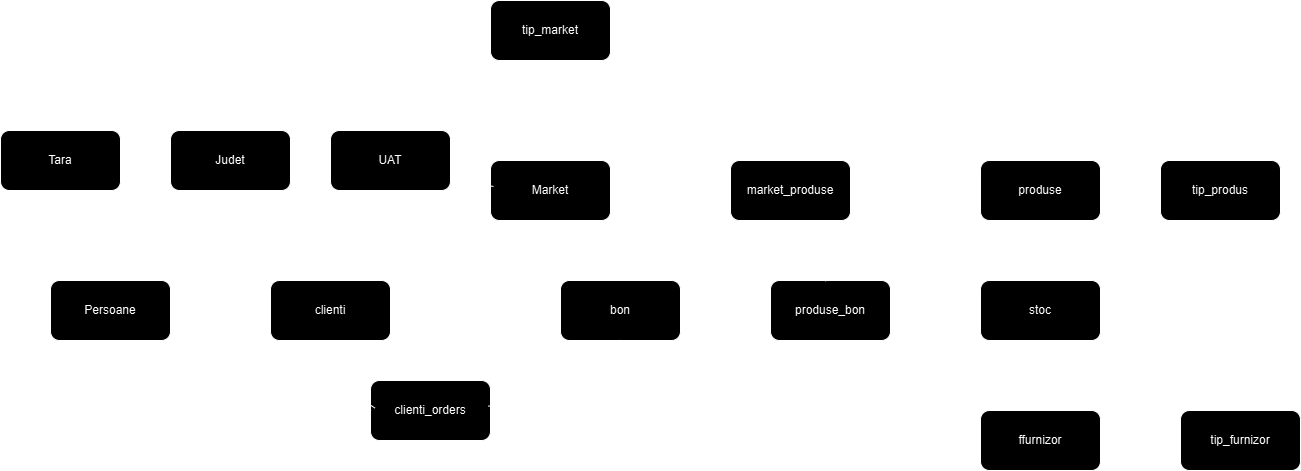 tip_market
Tara
Judet
UAT
Market
market_produse
produse
tip_produs
Persoane
clienti
bon
produse_bon
stoc
clienti_orders
ffurnizor
tip_furnizor